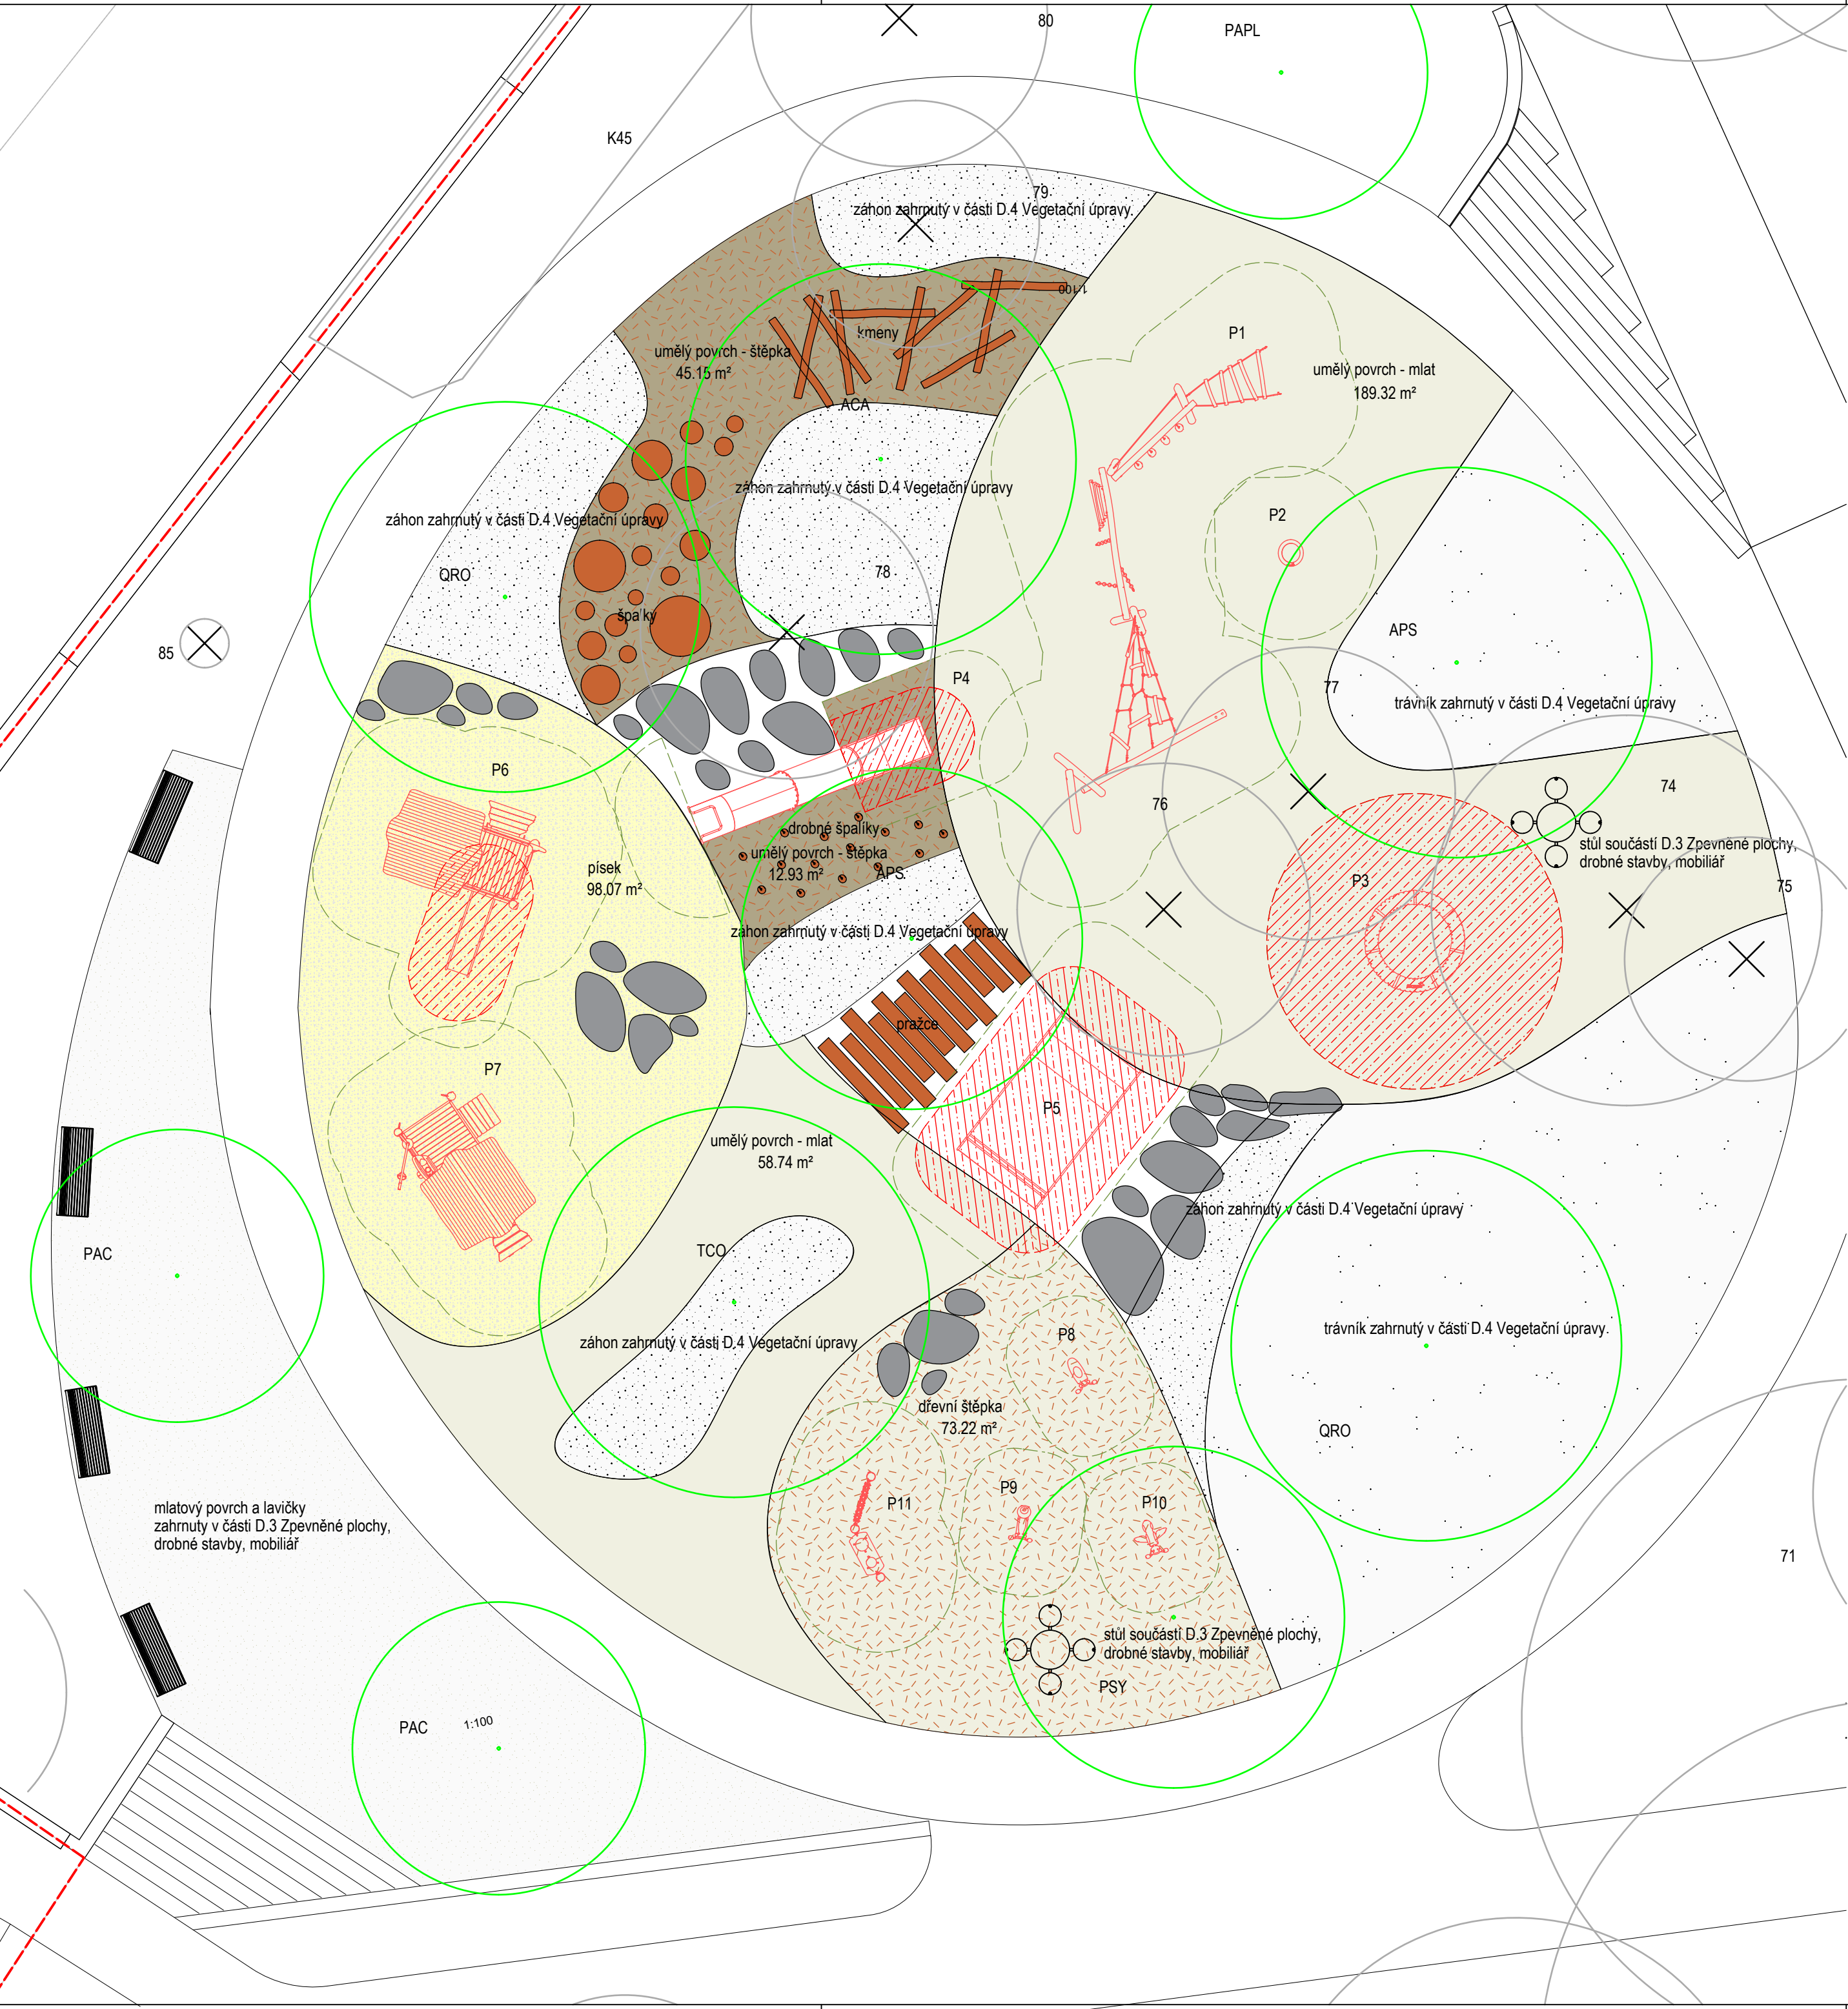 80
PAPL
K45
79
záhon zahrnutý v části D.4 Vegetační úpravy
1:100
kmeny
P1
umělý povrch - štěpka
45.15 m²
umělý povrch - mlat
189.32 m²
ACA
záhon zahrnutý v části D.4 Vegetační úpravy
P2
záhon zahrnutý v části D.4 Vegetační úpravy
QRO
78
špalky
APS
85
P4
77
trávník zahrnutý v části D.4 Vegetační úpravy
P6
74
76
drobné špalíky
stůl součástí D.3 Zpevněné plochy,
drobné stavby, mobiliář
umělý povrch - štěpka
12.93 m²
APS
písek
98.07 m²
P3
75
záhon zahrnutý v části D.4 Vegetační úpravy
pražce
P7
P5
umělý povrch - mlat
58.74 m²
záhon zahrnutý v části D.4 Vegetační úpravy
PAC
TCO
záhon zahrnutý v části D.4 Vegetační úpravy
P8
trávník zahrnutý v části D.4 Vegetační úpravy
dřevní štěpka
73.22 m²
QRO
P11
P9
P10
mlatový povrch a lavičky
zahrnuty v části D.3 Zpevněné plochy,
drobné stavby, mobiliář
71
stůl součástí D.3 Zpevněné plochy,
drobné stavby, mobiliář
PSY
PAC
1:100